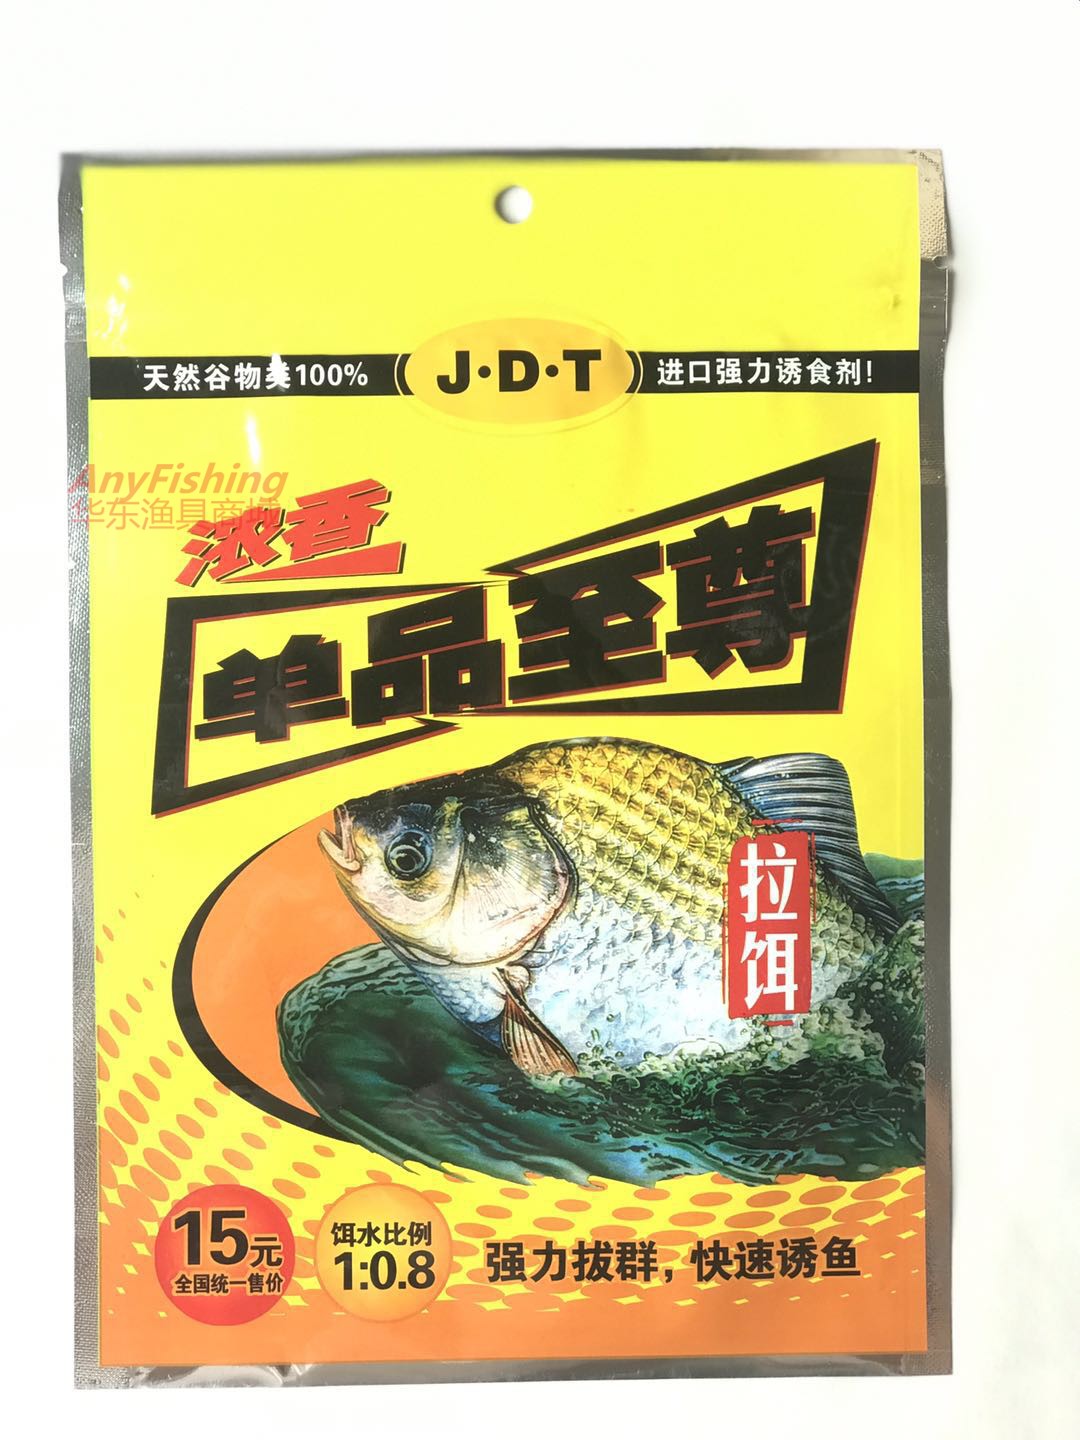 天然谷物类100%
J·D·T
进口强力诱食剂!
AnyFishing
华东渔具商城
浓香
单品至尊
拉饵
15元
全国统一售价
饵水比例
1:0.8
强力拔群，快速诱鱼